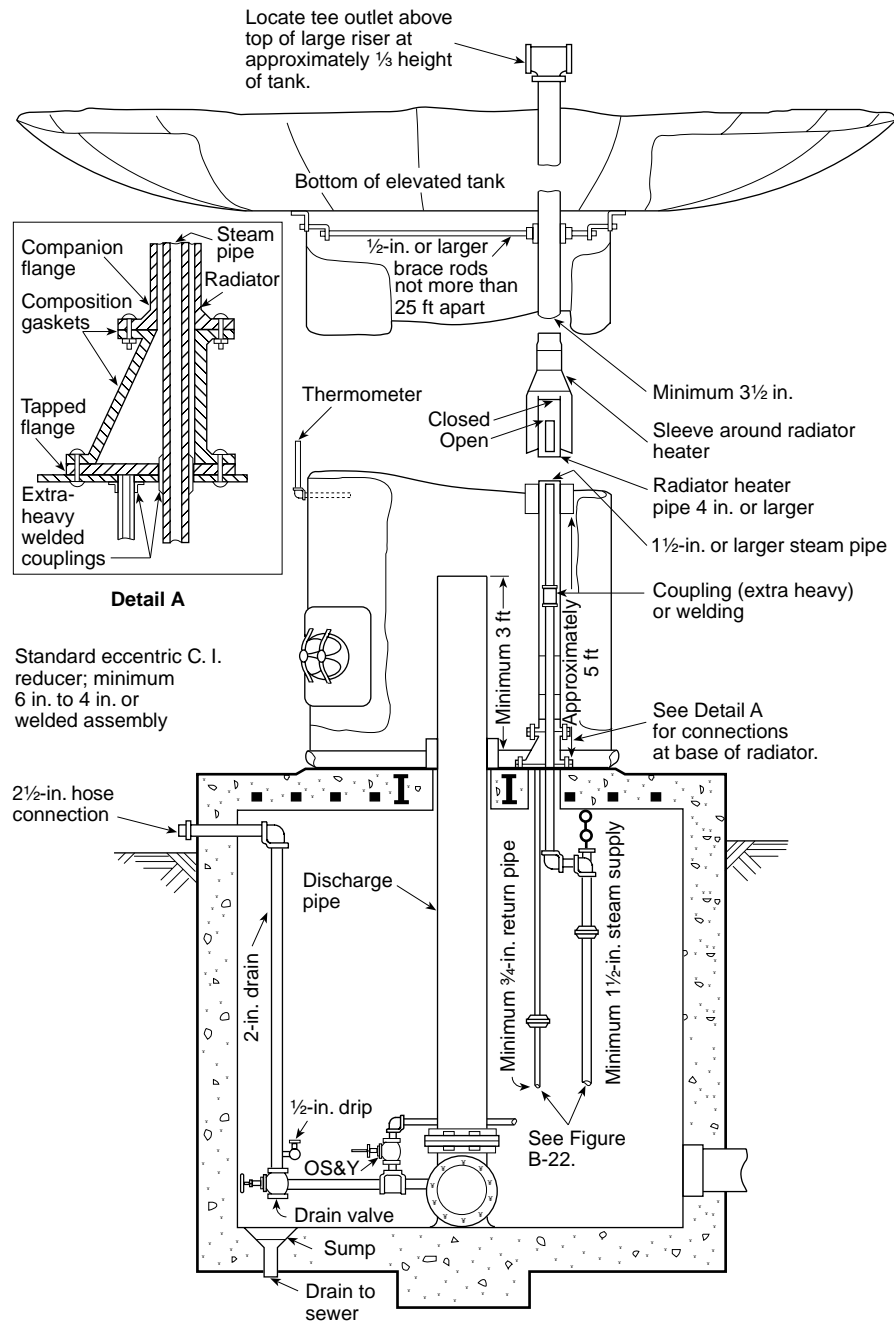 Locate tee outlet above
top of large riser at
approximately ⅓ height
of tank.
Bottom of elevated tank
½-in. or larger
brace rods
not more than
25 ft apart
Companion
flange
Steam
pipe
Radiator
Composition
gaskets
Tapped
flange
Extra-
heavy
welded
couplings
Detail A
Thermometer
Closed
Open
Minimum 3½ in.
Sleeve around radiator
heater
Radiator heater
pipe 4 in. or larger
1½-in. or larger steam pipe
Coupling (extra heavy)
or welding
Minimum 3 ft
Approximately
5 ft
See Detail A
for connections
at base of radiator.
Standard eccentric C. I.
reducer; minimum
6 in. to 4 in. or
welded assembly
2½-in. hose
connection
Discharge
pipe
2-in. drain
Minimum ¾-in. return pipe
Minimum 1½-in. steam supply
½-in. drip
OS&Y
See Figure
B-22.
Drain valve
Sump
Drain to
sewer